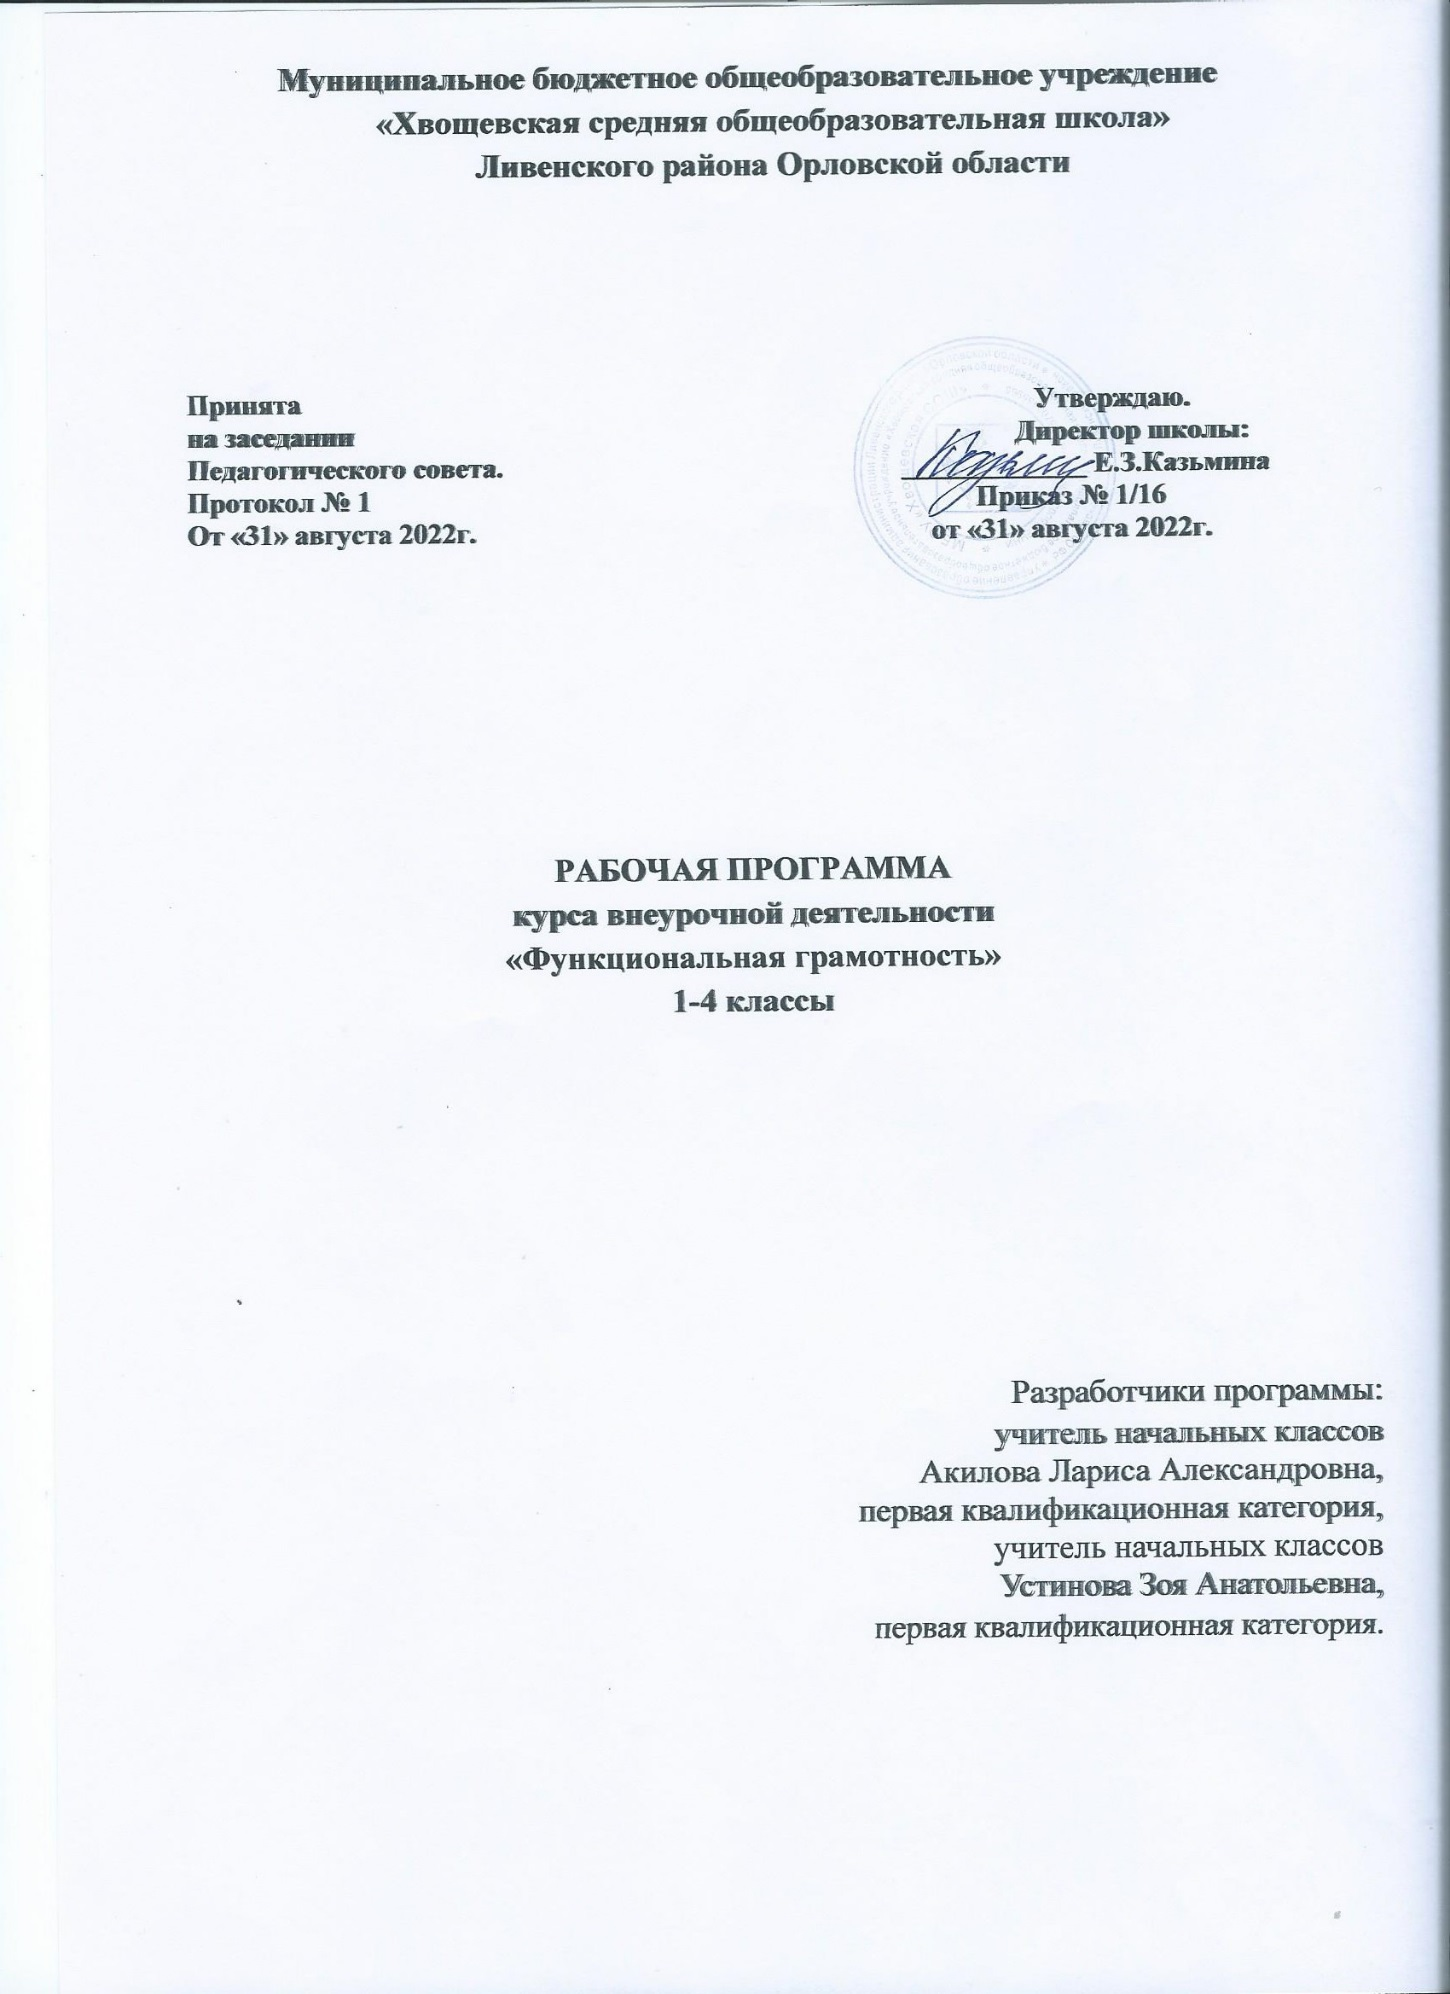 Муниципальное бюджетное общеобразовательное учреждение
«Хвощевская средняя общеобразовательная школа»
Ливенского района Орловской области
Принята
на заседании
Педагогического совета.
Протокол № 1
От «31» августа 2022г.
Утверждаю.
Директор школы:
Е.З.Казьмина
Приказ № 1/16
от «31» августа 2022г.
РАБОЧАЯ ПРОГРАММА
курса внеурочной деятельности
«Функциональная грамотность»
1-4 классы
Разработчики программы:
учитель начальных классов
Акилова Лариса Александровна,
первая квалификационная категория,
учитель начальных классов
Устинова Зоя Анатольевна,
первая квалификационная категория.